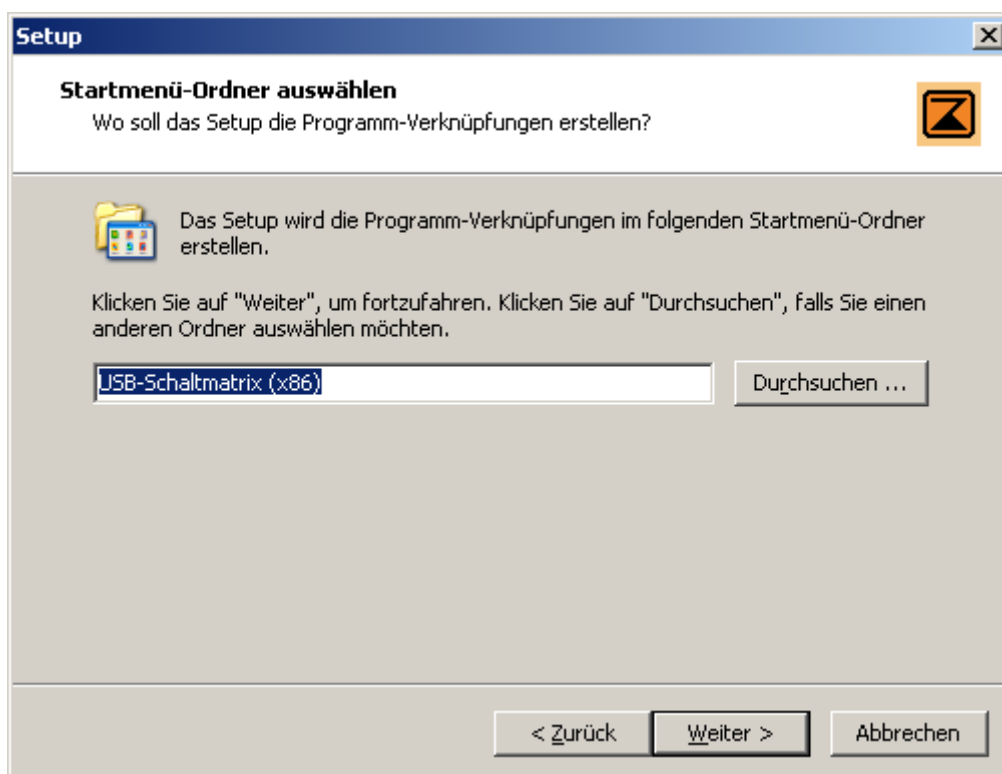 Setup
Startmenü-Ordner auswählen
Wo soll das Setup die Programm-Verknüpfungen erstellen?
Das Setup wird die Programm-Verknüpfungen im folgenden Startmenü-Ordner
erstellen.
Klicken Sie auf "Weiter", um fortzufahren. Klicken Sie auf "Durchsuchen", falls Sie einen
anderen Ordner auswählen möchten.
USB-Schaltmatrix (x86)
Durchsuchen ...
< Zurück
Weiter >
Abbrechen